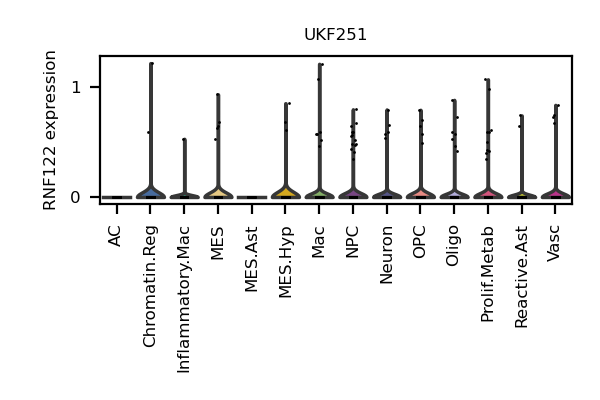 UKF251
RNF122 expression
1
0
AC
Chromatin.Reg
Inflammatory.Mac
MES
MES.Ast
MES.Hyp
Mac
NPC
Neuron
OPC
Oligo
Prolif.Metab
Reactive.Ast
Vasc